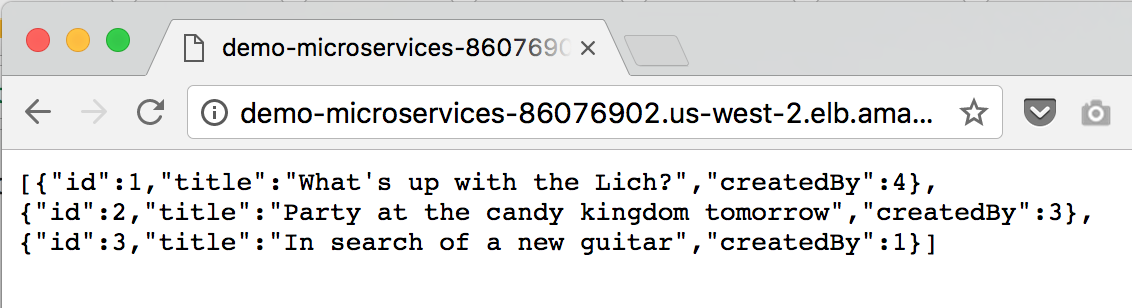 demo-microservices-8607690
demo-microservices-86076902.us-west-2.elb.ama...
[{"id":1,"title":"What's up with the Lich?","createdBy":4},
{"id":2,"title":"Party at the candy kingdom tomorrow","createdBy":3},
{"id":3,"title":"In search of a new guitar","createdBy":1}]